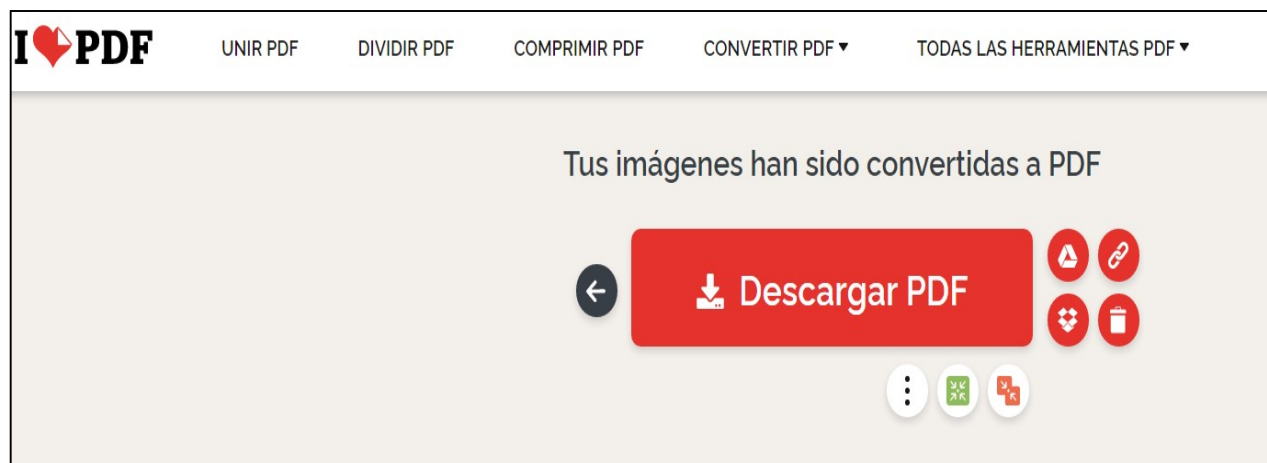 I PDF
UNIR PDF DIVIDIR PDF COMPRIMIR PDF CONVERTIR PDF TODAS LAS HERRAMIENTAS PDF
Tus imágenes han sido convertidas a PDF
Descargar PDF